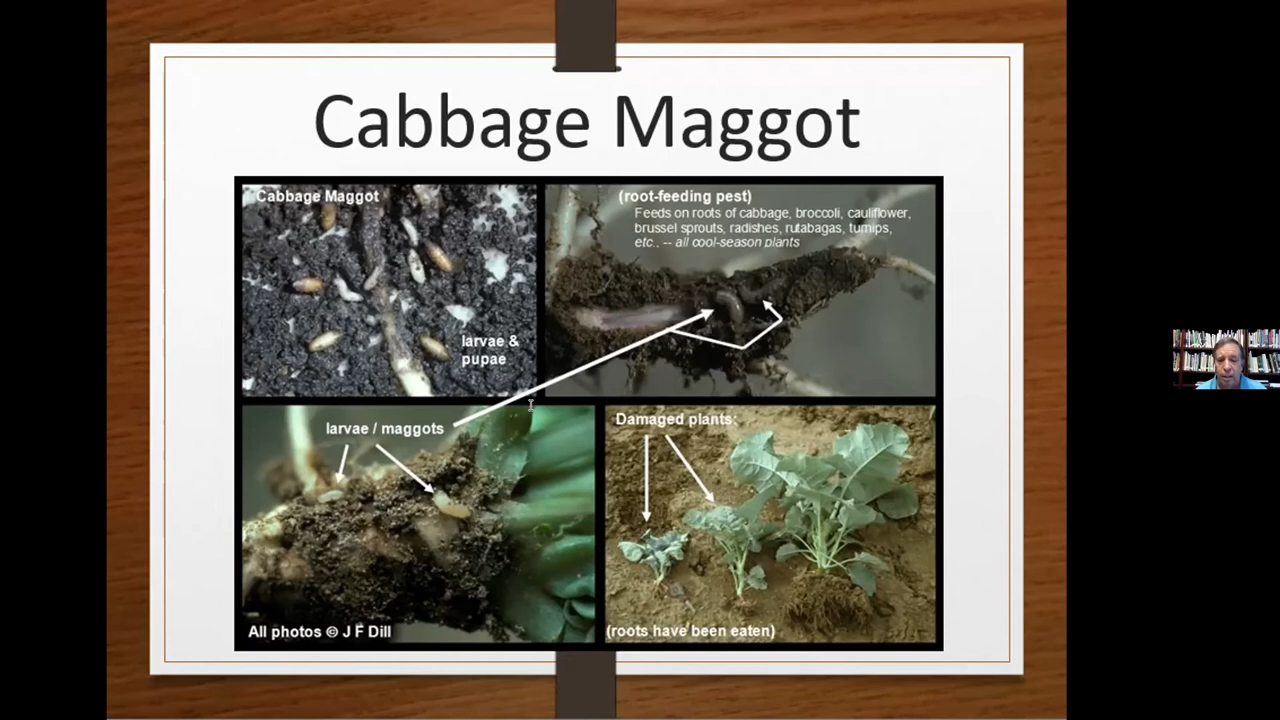 Cabbage Maggot
Cabbage Maggot
(root-feeding pest)
Feeds on roots of cabbage, broccoli, cauliflower,
brussel sprouts, radishes, rutabagas, turnips,
etc., -- all cool-season plants
larvae &
pupae
larvae / maggots
Damaged plants:
All photos © J F Dill
(roots have been eaten)